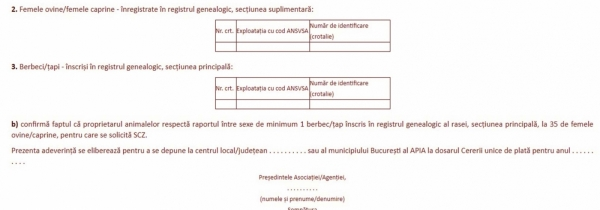 2. Femele ovine/femele caprine - înregistrate în registrul genealogic, secțiunea suplimentară:
Nr. crt. Exploatația cu cod ANSVSA Număr de identificare
(crotalie)
3. Berbeci/țapi - înscriși în registrul genealogic, secțiunea principală:
Nr. crt. Exploatația cu cod ANSVSA Număr de identificare
(crotalie)
b) confirmă faptul că proprietarul animalelor respectă raportul între sexe de minimum 1 berbec/țap înscris în registrul genealogic al rasei, secțiunea principală, la 35 de femele
ovine/caprine, pentru care se solicită SCZ.
Prezenta adeverință se eliberează pentru a se depune la centrul local/județean . . . . . . . . . . sau al municipiului București al APIA la dosarul Cererii unice de plată pentru anul . . . . . .
. . . .
Președintele Asociației/Agenției,
. . . . . . . . . .
(numele și prenume/denumire)
Semnătura